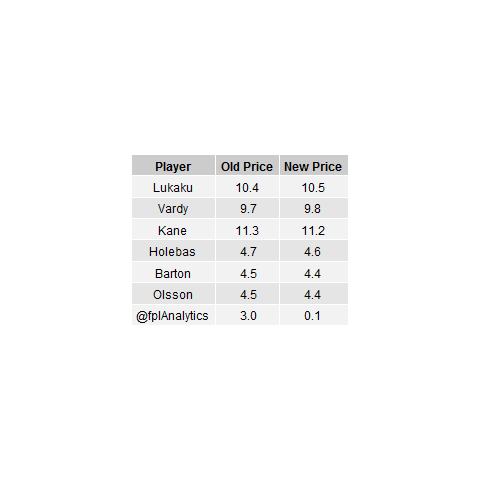 Player Old Price New Price
Lukaku 10.4 10.5
Vardy 9.7 9.8
Kane 11.3 11.2
Holebas 4.7 4.6
Barton 4.5 4.4
Olsson 4.5 4.4
@fplAnalytics 3.0 0.1